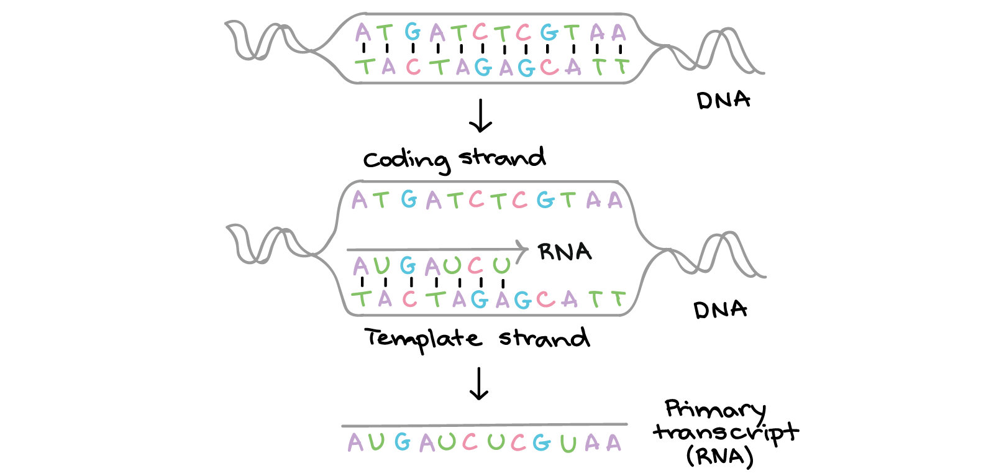 ATGATCTCGTAA
TACTAGAGCATT
DNA
Coding strand
ATGATCTCGTAA
RNA
AUGAUCU
TACTAGAGCATT
DNA
Template strand
Primary
transcript
(RNA)
AUGAUCUCGUAA